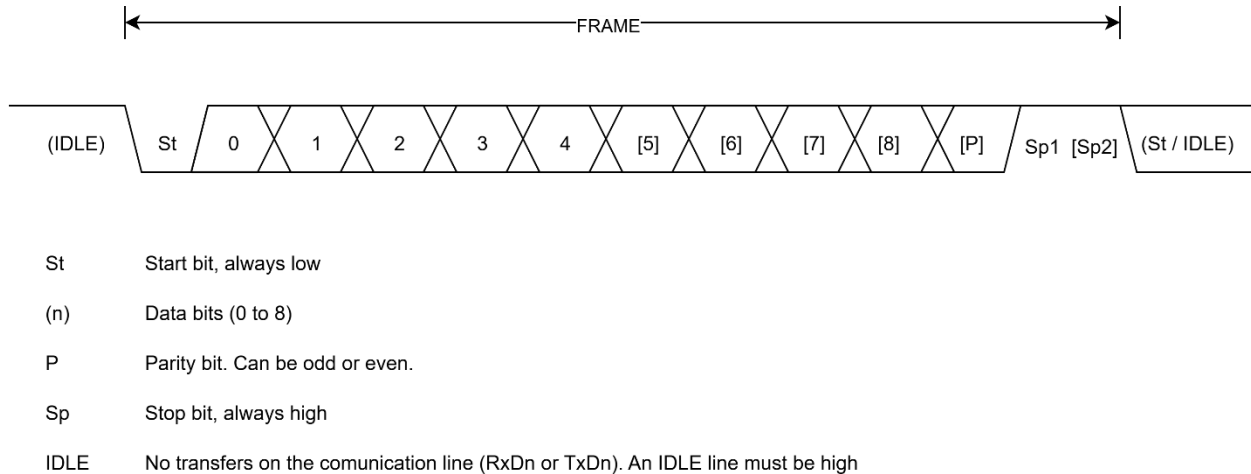 FRAME
(IDLE) St 0 1 2 3 4 [5] [6] [7] [8] [P] Sp1 [Sp2] (St / IDLE)
St Start bit, always low
(n) Data bits (0 to 8)
P Parity bit. Can be odd or even.
Sp Stop bit, always high
IDLE No transfers on the comunication line (RxDn or TxDn). An IDLE line must be high